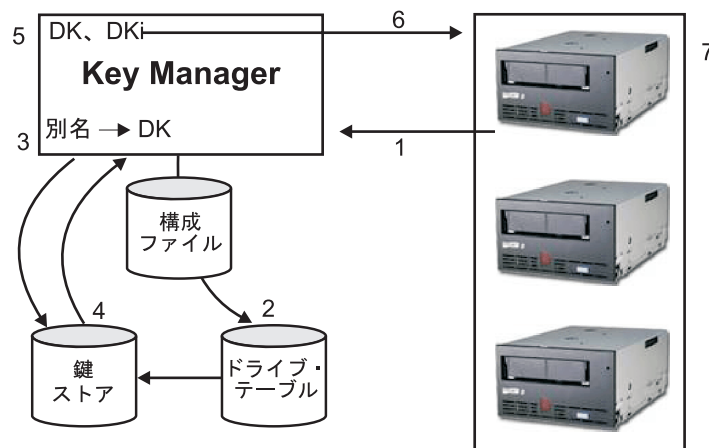 5
DK、DKi
6
7
Key Manager
3
別名 → DK
1
構成
ファイル
4
2
鍵
ストア
ドライブ・
テーブル